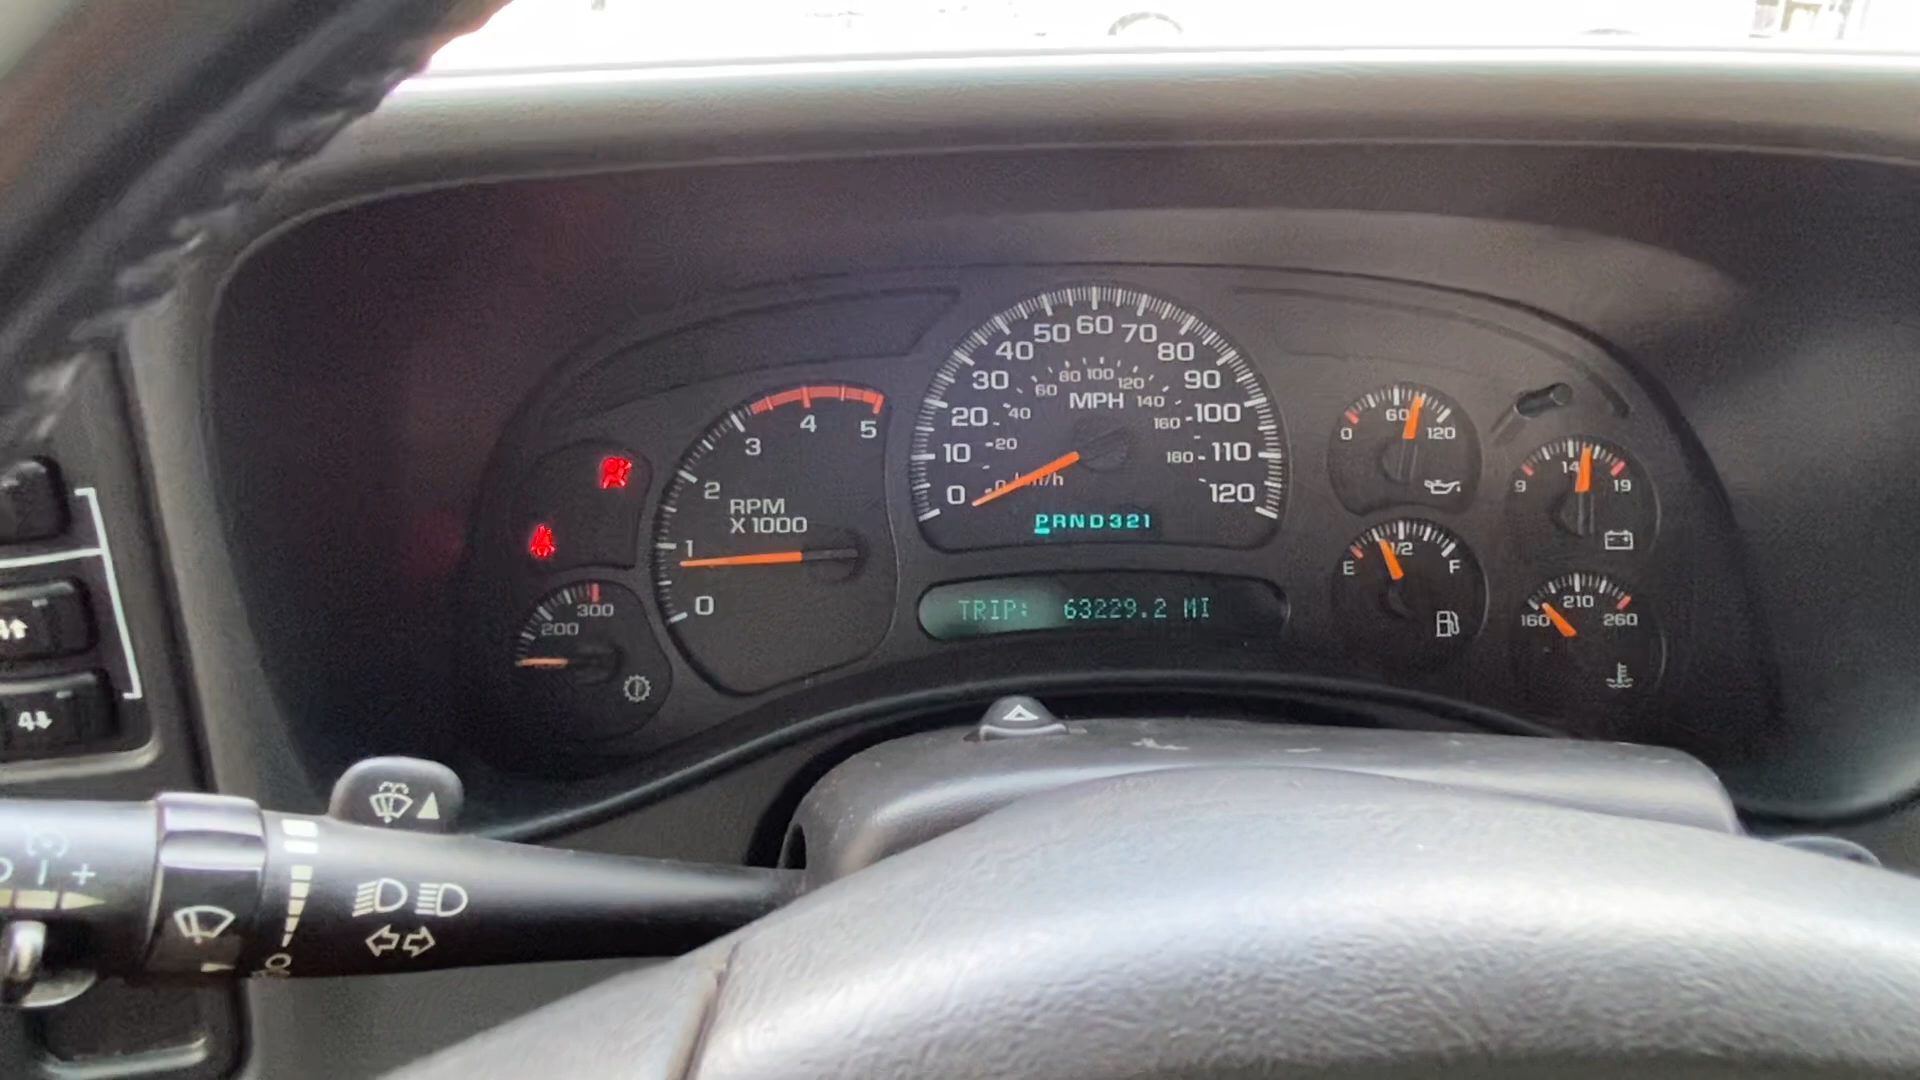 0 10 20 30 40 50 60 70 80 90 100 110 120
20 40 60 80 100 120 140 160 180
MPH
PRND321
TRIP: 63229.2 MI
0 1 2 3 4 5
RPM
X 1000
200 300
0 60 120
9 14 19
E 1/2 F
160 210 260
4
4